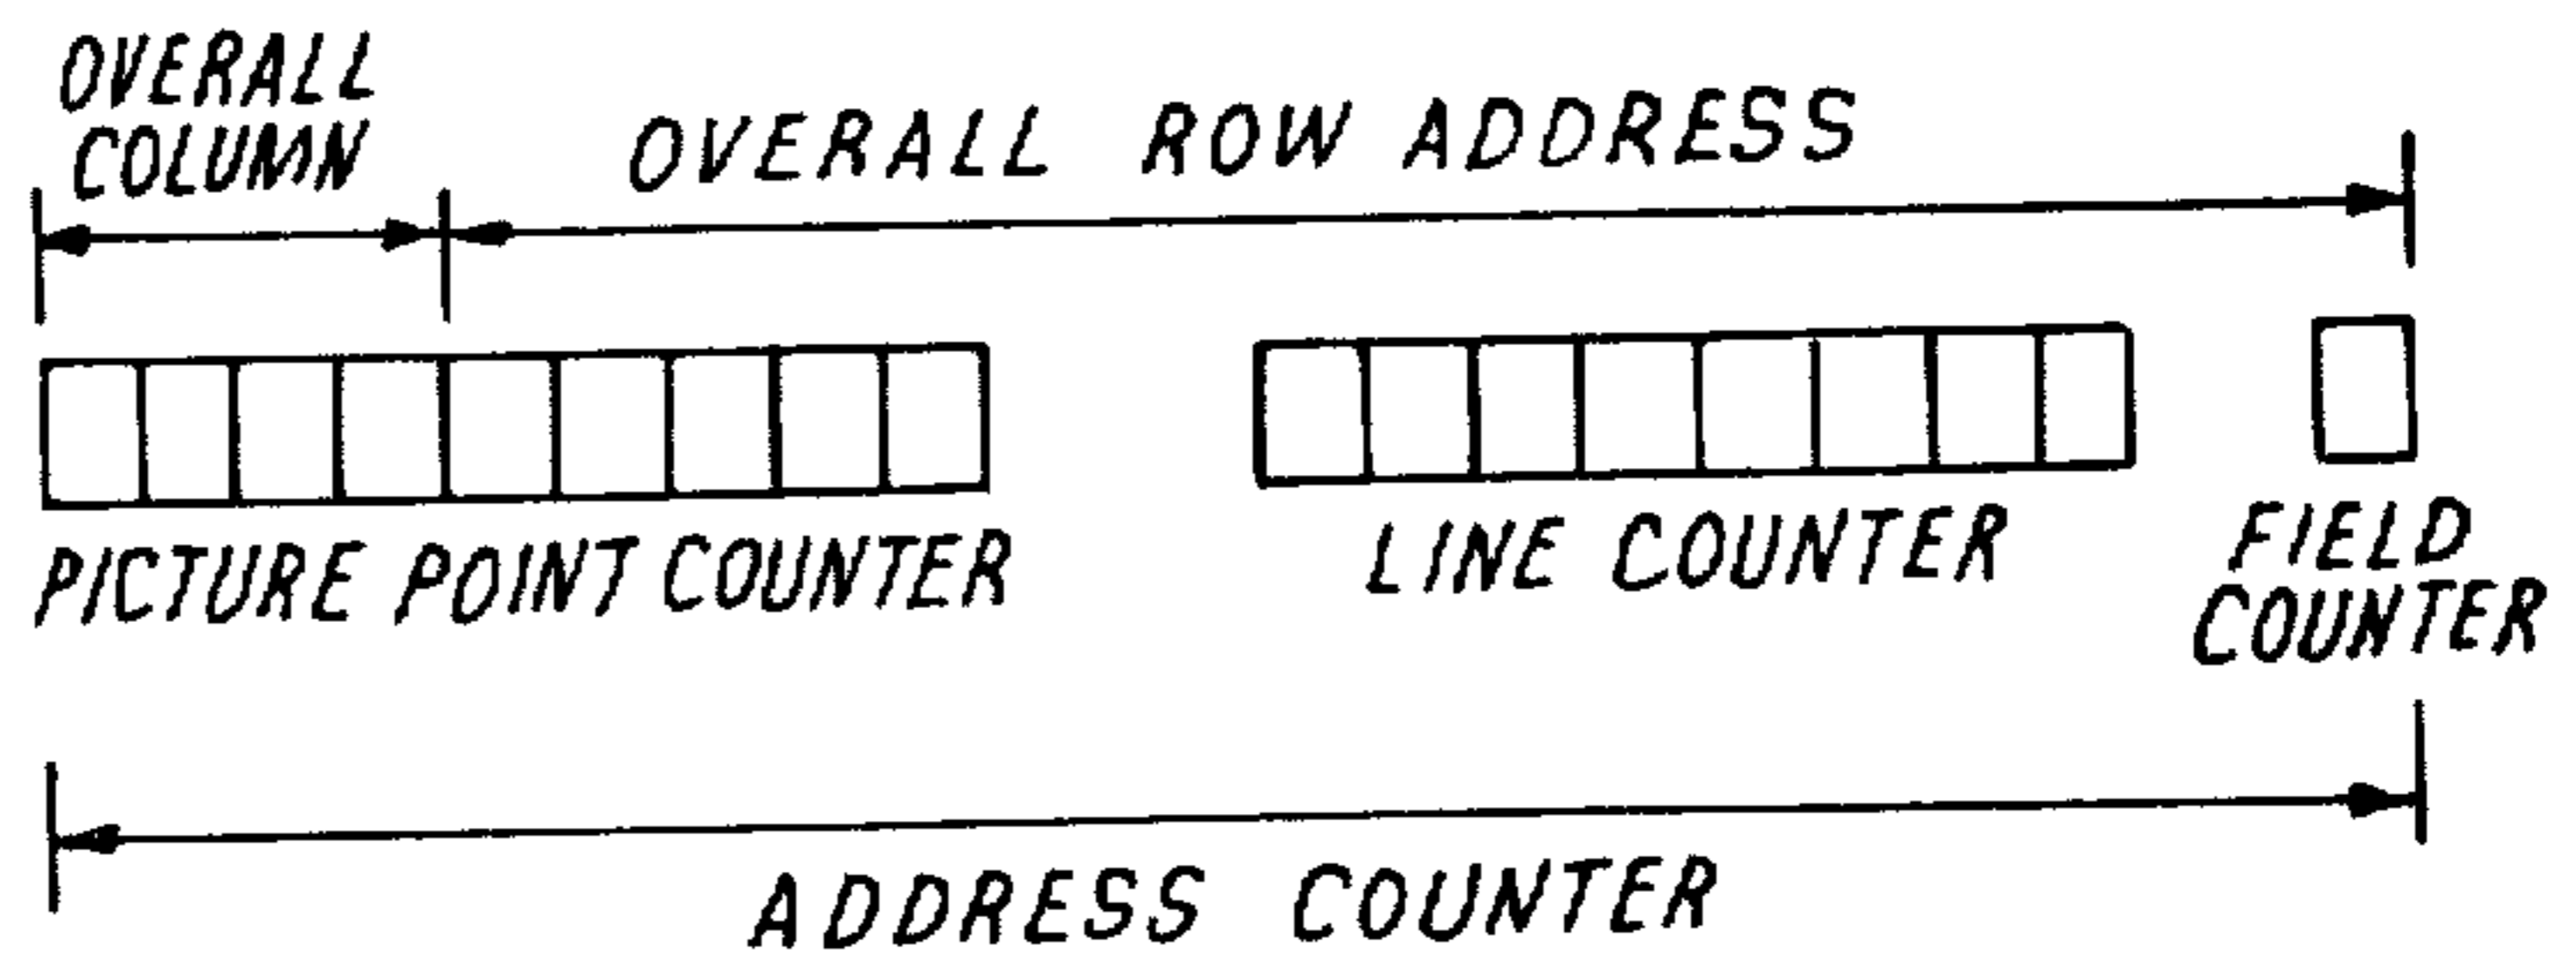 OVERALL
COLUMN
OVERALL ROW ADDRESS
PICTURE POINT COUNTER
LINE COUNTER
FIELD
COUNTER
ADDRESS COUNTER